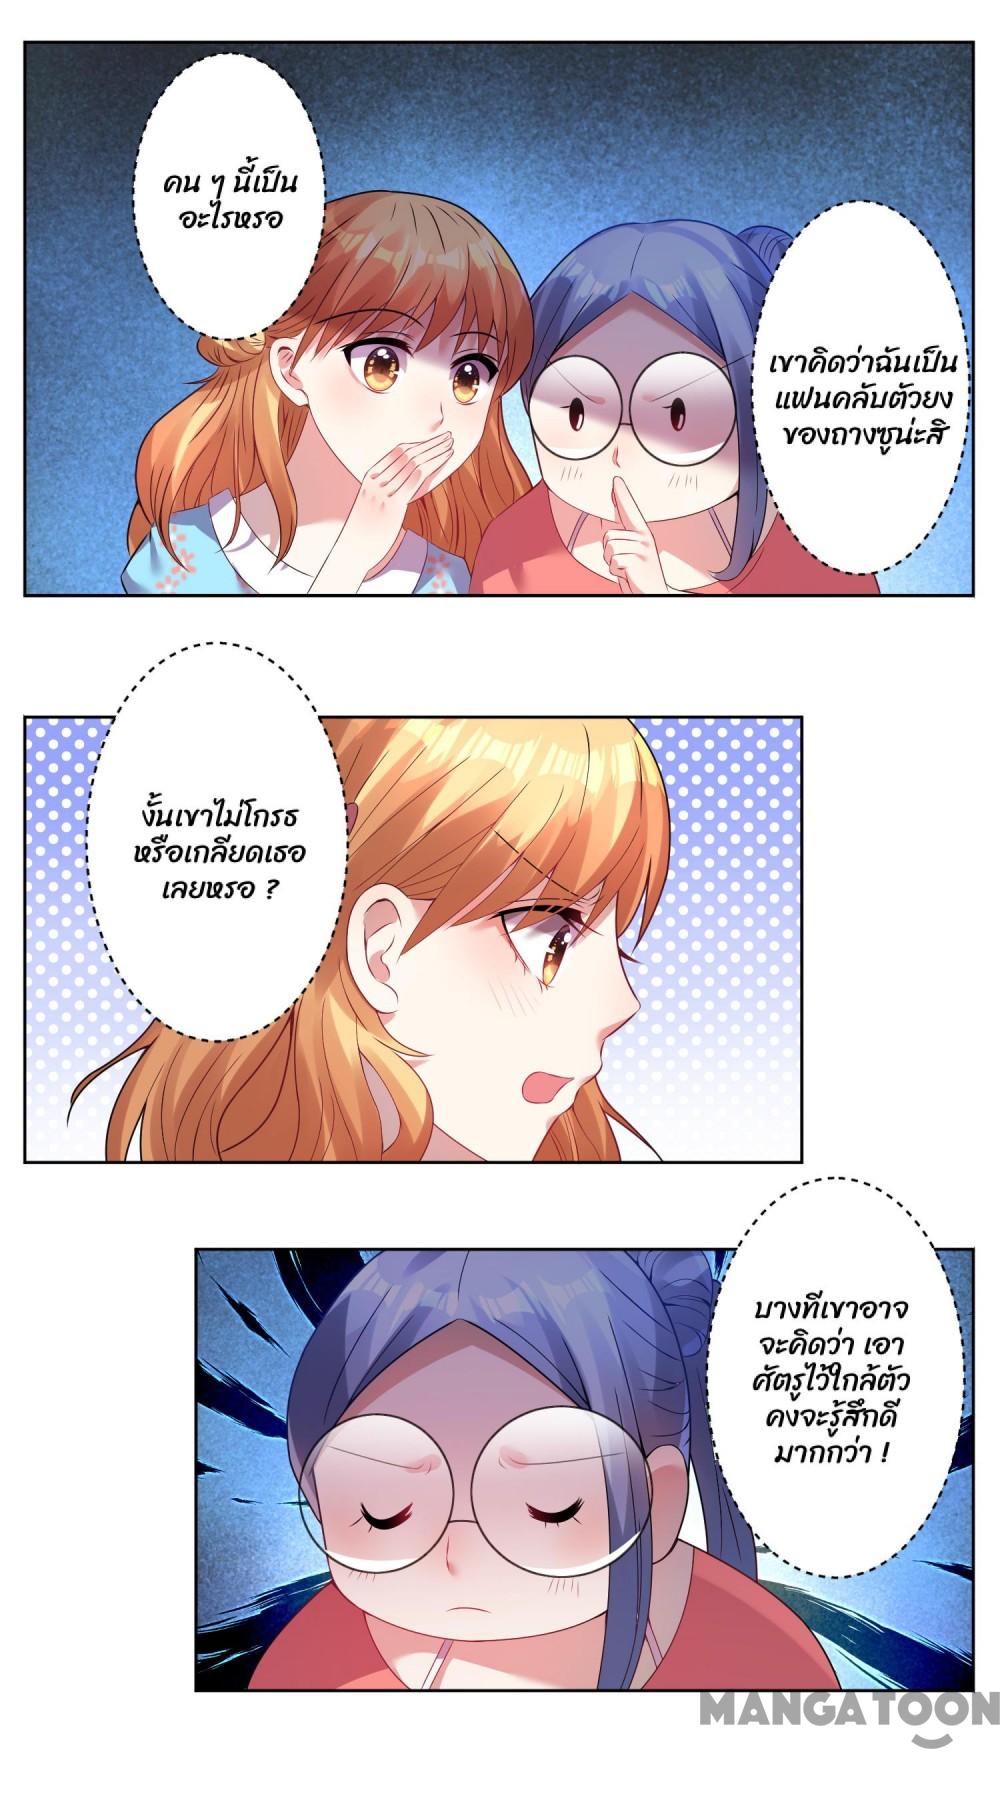 คน ๆ นี้เป็น
อะไรหรอ
เขาคิดว่าฉันเป็น
แฟนคลับตัวยง
ของถางซูน่ะสิ
งั้นเขาไม่โกรธ
หรือเกลียดเธอ
เลยหรอ ?
บางทีเขาอาจ
จะคิดว่า เอา
ศัตรูไว้ใกล้ตัว
คงจะรู้สึกดี
มากกว่า !
MANGATOON